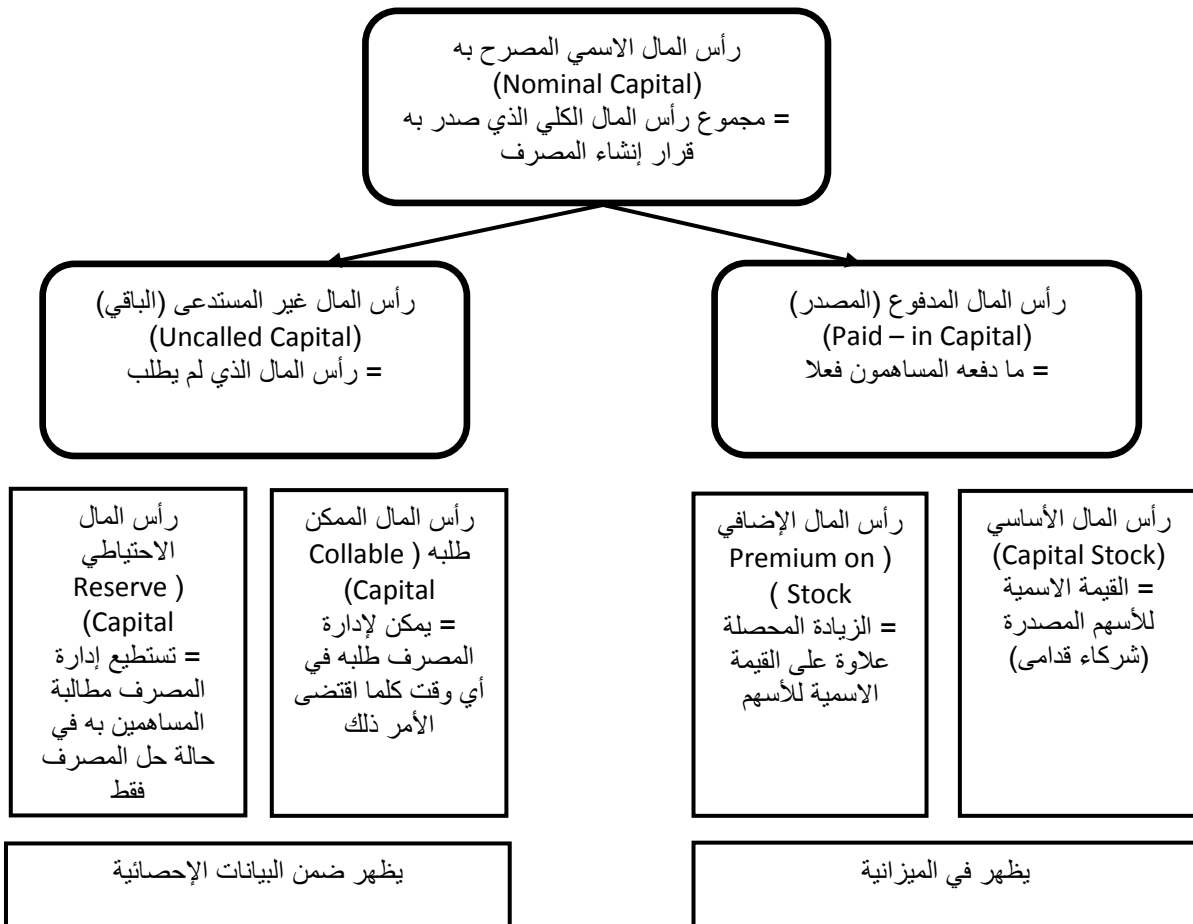 رأس المال الاسمي المصرح به
(Nominal Capital)
= مجموع رأس المال الكلي الذي صدر به
قرار إنشاء المصرف
رأس المال المدفوع (المصدر)
(Paid – in Capital)
= ما دفعه المساهمون فعلا
رأس المال غير المستدعى (الباقي)
(Uncalled Capital)
= رأس المال الذي لم يطلب
رأس المال الأساسي
(Capital Stock)
= القيمة الاسمية
للأسهم المصدرة
(شركاء قدامى)
رأس المال الإضافي
Premium on )
( Stock
= الزيادة المحصلة
علاوة على القيمة
الاسمية للأسهم
رأس المال الممكن
طلبه ( Collable
(Capital
= يمكن لإدارة
المصرف طلبه في
أي وقت كلما اقتضى
الأمر ذلك
رأس المال
الاحتياطي
Reserve )
(Capital
= تستطيع إدارة
المصرف مطالبة
المساهمين به في
حالة حل المصرف
فقط
يظهر في الميزانية
يظهر ضمن البيانات الإحصائية